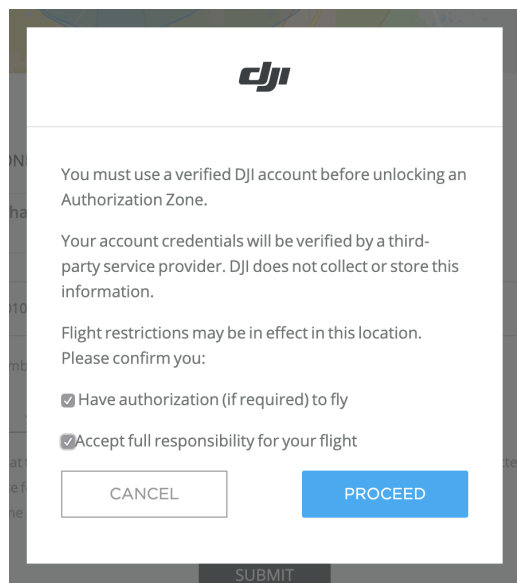 dji
You must use a verified DJI account before unlocking an
Authorization Zone.
Your account credentials will be verified by a third-
party service provider. DJI does not collect or store this
information.
Flight restrictions may be in effect in this location.
Please confirm you:
Have authorization (if required) to fly
Accept full responsibility for your flight
CANCEL
PROCEED
SUBMIT